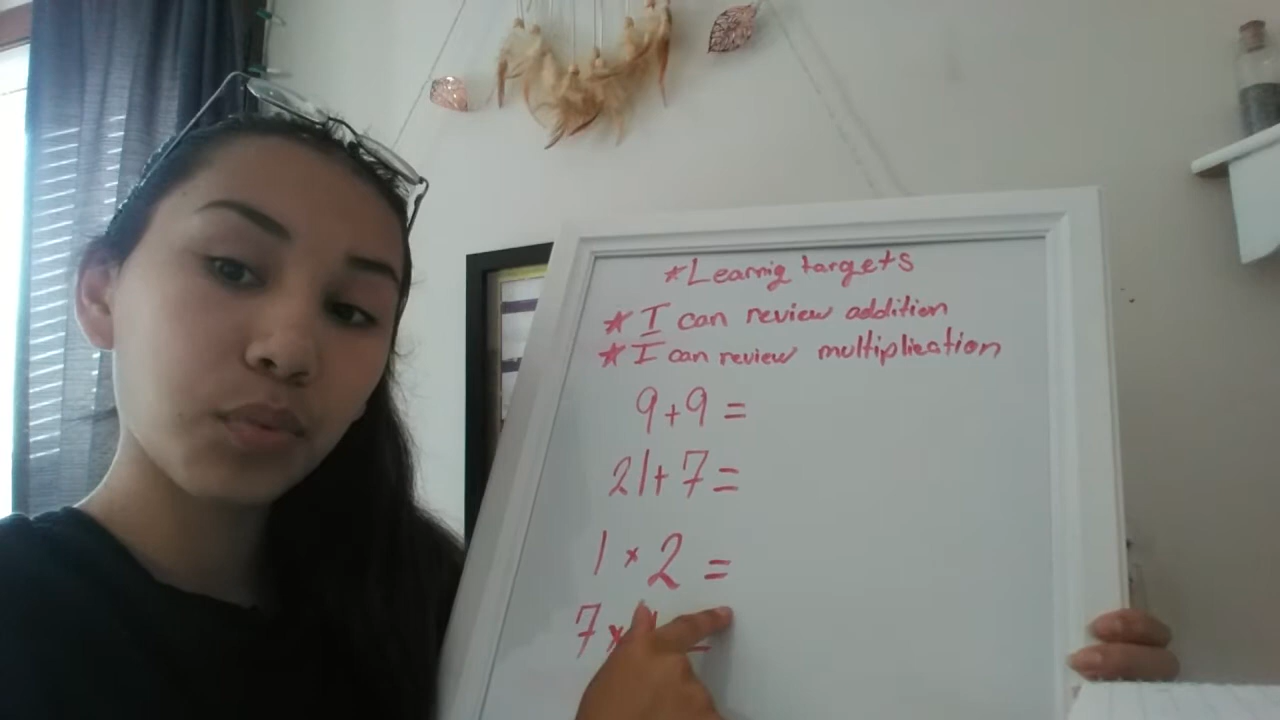 *Learnig targets
* I can review addition
* I can review multiplication
9+9=
21+7=
1×2=
7×